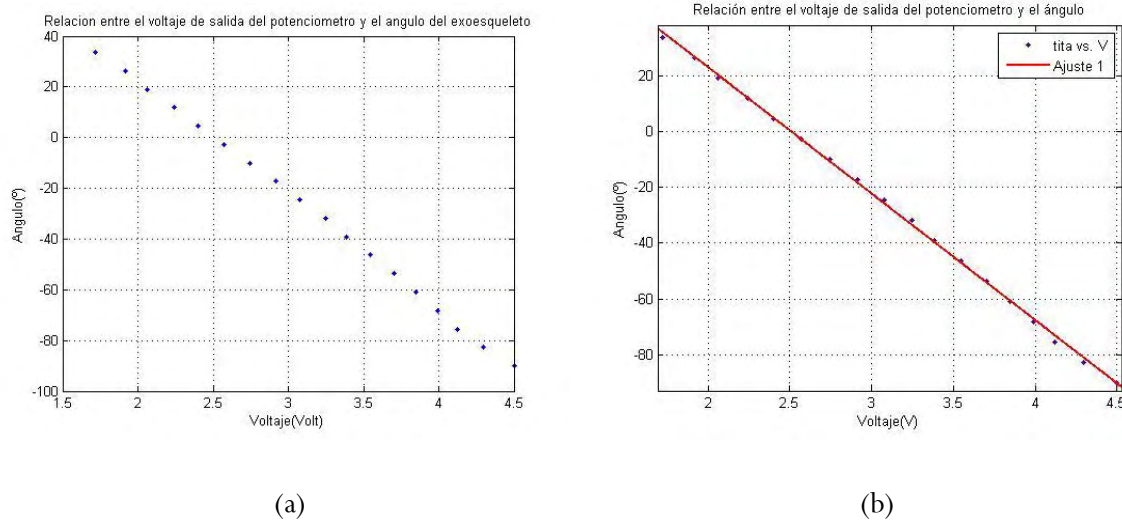 Relacion entre el voltaje de salida del potenciometro y el angulo del exoesqueleto
40
20
0
-20
-40
-60
-80
-100
Angulo(º)
1.5 2 2.5 3 3.5 4 4.5
Voltaje(Volt)
(a)
Relación entre el voltaje de salida del potenciometro y el ángulo
tita vs. V
Ajuste 1
20
0
-20
-40
-60
-80
Ángulo(º)
2 2.5 3 3.5 4 4.5
Voltaje(V)
(b)